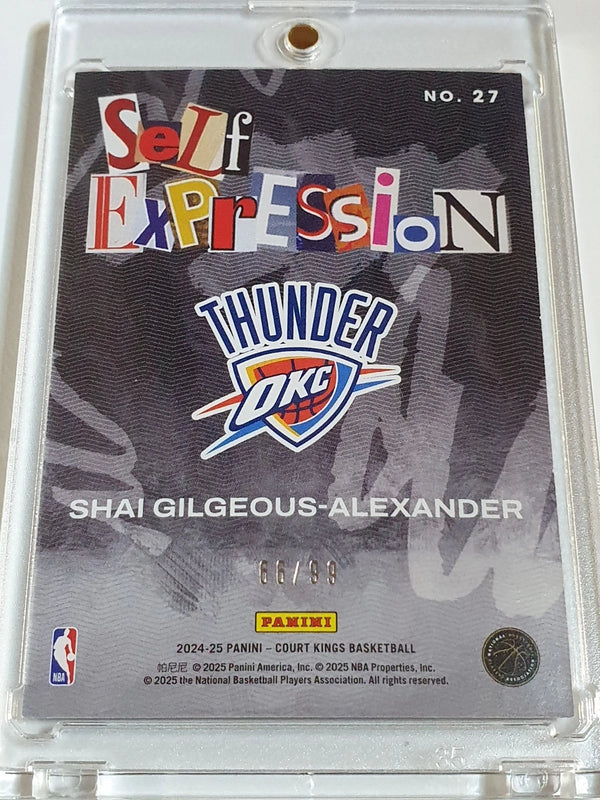 NO. 27
SELf
ExPrESSiON
THUNDER
OKC
SHAI GILGEOUS-ALEXANDER
66/99
PANINI
NBA
2024-25 PANINI – COURT KINGS BASKETBALL
帕尼尼 © 2025 Panini America, Inc. © 2025 NBA Properties, Inc.
© 2025 the National Basketball Players Association. All rights reserved.